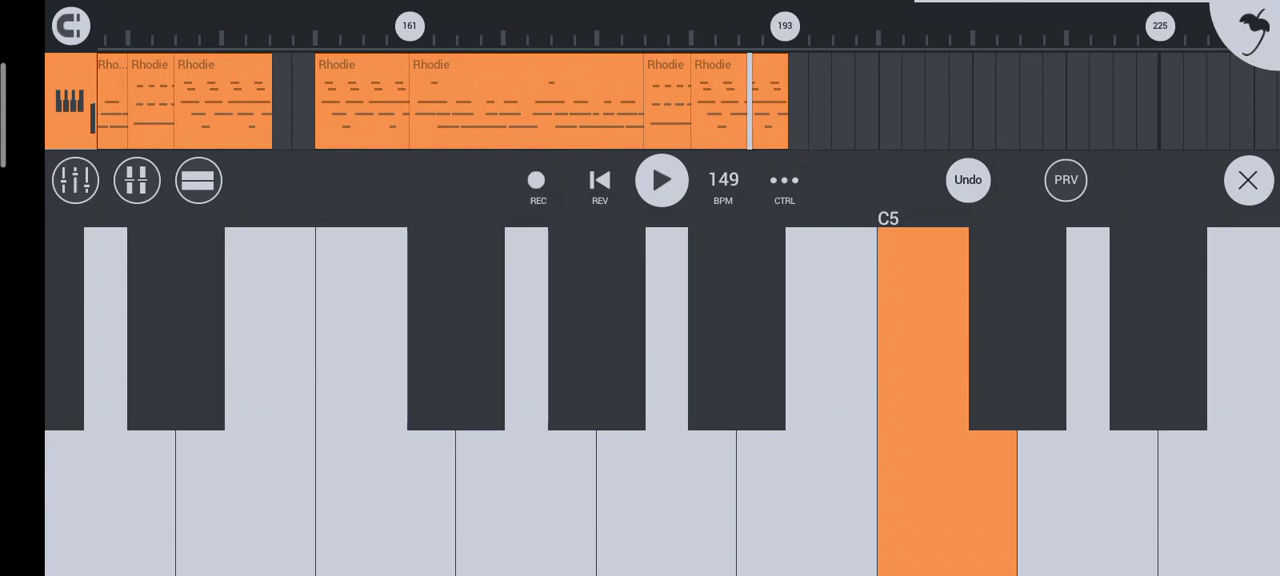 161 193 225
Rho... Rhodie Rhodie Rhodie Rhodie Rhodie Rhodie
149 Undo PRV
REC REV BPM CTRL
C5